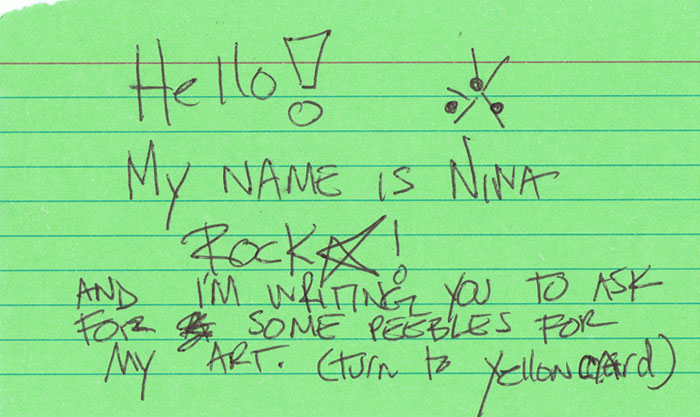 Hello!
My NAME is NINA
ROCK☆!
AND I'M WRITING YOU TO ASK
FOR SOME PEEBLES FOR
MY ART. (turn to yellow card)